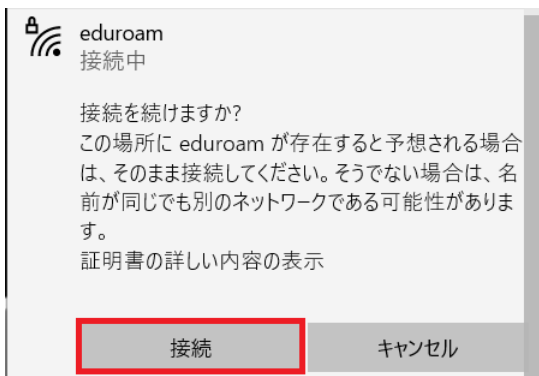 eduroam
接続中
接続を続けますか?
この場所に eduroam が存在すると予想される場合
は、そのまま接続してください。そうでない場合は、名
前が同じでも別のネットワークである可能性がありま
す。
証明書の詳しい内容の表示
接続
キャンセル